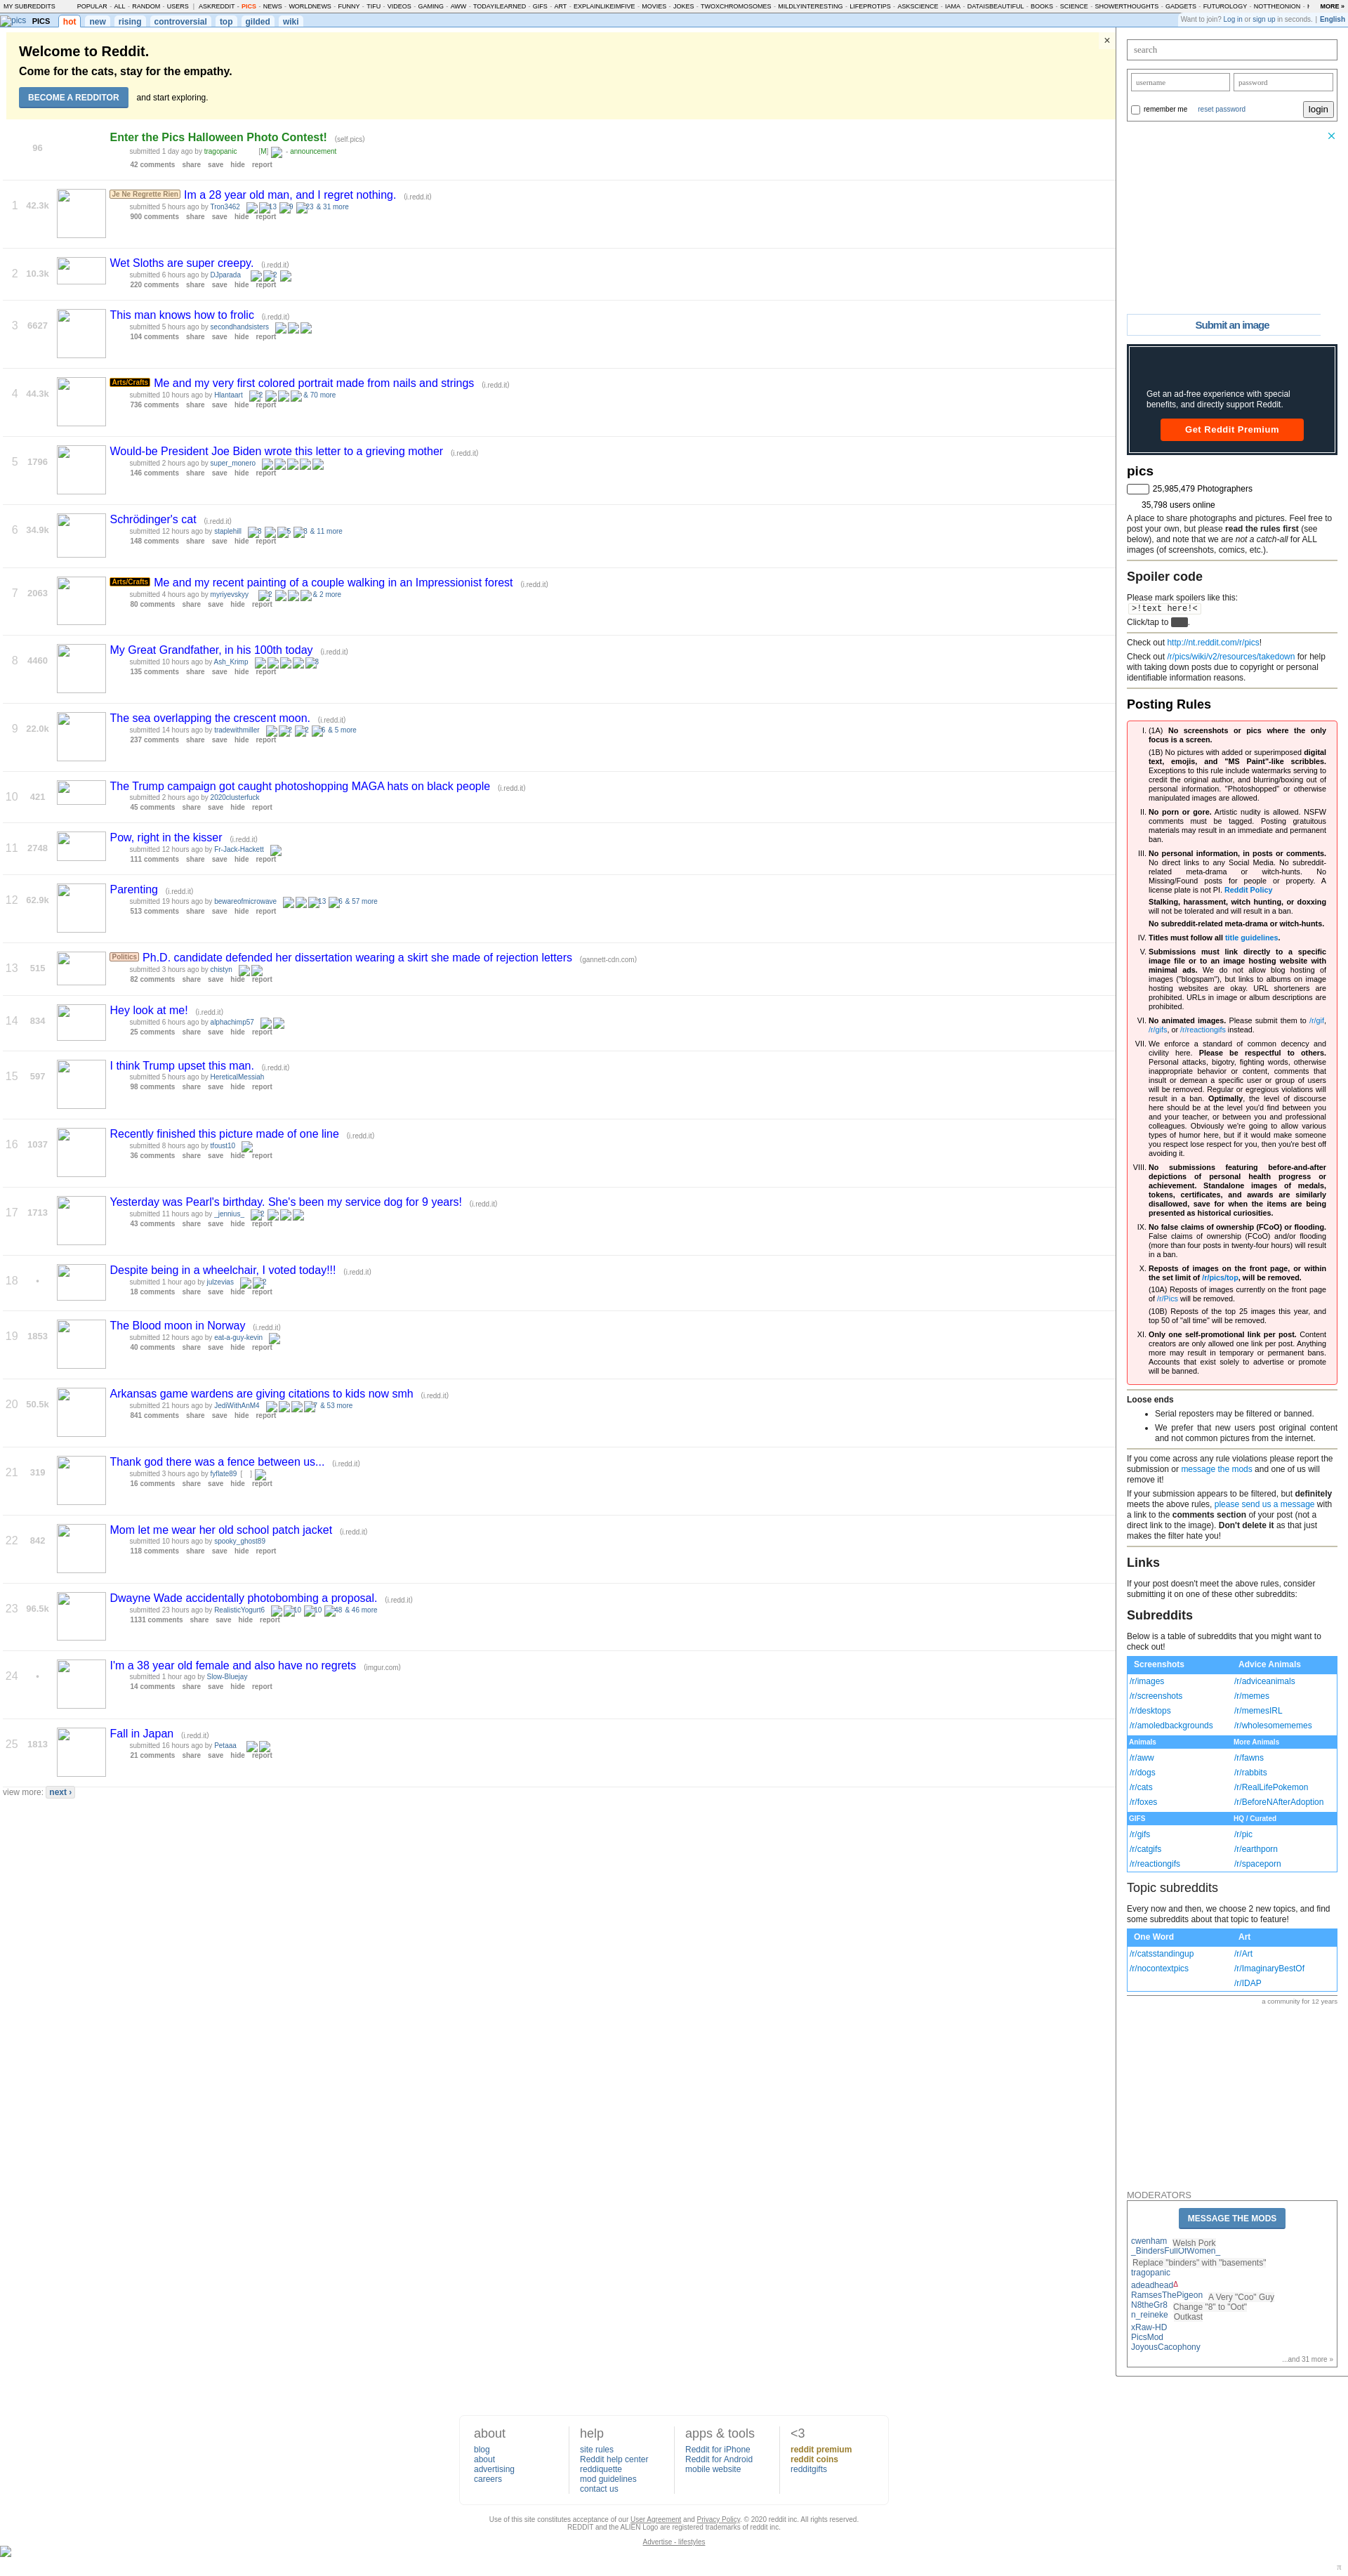 MY SUBREDDITS POPULAR - ALL - RANDOM - USERS | ASKREDDIT - PICS - NEWS - WORLDNEWS - FUNNY - TIFU - VIDEOS - GAMING - AWW - TODAYILEARNED - GIFS - ART - EXPLAINLIKEIMFIVE - MOVIES - JOKES - TWOXCHROMOSOMES - MILDLYINTERESTING - LIFEPROTIPS - ASKSCIENCE - IAMA - DATAISBEAUTIFUL - BOOKS - SCIENCE - SHOWERTHOUGHTS - GADGETS - FUTUROLOGY - NOTTHEONION - MORE »
pics PICS hot new rising controversial top gilded wiki
Want to join? Log in or sign up in seconds. | English
Welcome to Reddit.
Come for the cats, stay for the empathy.
BECOME A REDDITOR and start exploring.
×
96
Enter the Pics Halloween Photo Contest! (self.pics)
submitted 1 day ago by tragopanic [M] - announcement
42 comments share save hide report
1 42.3k
Je Ne Regrette Rien Im a 28 year old man, and I regret nothing. (i.redd.it)
submitted 5 hours ago by Tron3462 13 9 23 & 31 more
900 comments share save hide report
2 10.3k
Wet Sloths are super creepy. (i.redd.it)
submitted 6 hours ago by DJparada 2
220 comments share save hide report
3 6627
This man knows how to frolic (i.redd.it)
submitted 5 hours ago by secondhandsisters
104 comments share save hide report
4 44.3k
Arts/Crafts Me and my very first colored portrait made from nails and strings (i.redd.it)
submitted 10 hours ago by Hlantaart 2 & 70 more
736 comments share save hide report
5 1796
Would-be President Joe Biden wrote this letter to a grieving mother (i.redd.it)
submitted 2 hours ago by super_monero
146 comments share save hide report
6 34.9k
Schrödinger's cat (i.redd.it)
submitted 12 hours ago by staplehill 3 5 3 & 11 more
148 comments share save hide report
7 2063
Arts/Crafts Me and my recent painting of a couple walking in an Impressionist forest (i.redd.it)
submitted 4 hours ago by myriyevskyy 2 & 2 more
80 comments share save hide report
8 4460
My Great Grandfather, in his 100th today (i.redd.it)
submitted 10 hours ago by Ash_Krimp 3
135 comments share save hide report
9 22.0k
The sea overlapping the crescent moon. (i.redd.it)
submitted 14 hours ago by tradewithmiller 2 2 5 & 5 more
237 comments share save hide report
10 421
The Trump campaign got caught photoshopping MAGA hats on black people (i.redd.it)
submitted 2 hours ago by 2020clusterfuck
45 comments share save hide report
11 2748
Pow, right in the kisser (i.redd.it)
submitted 12 hours ago by Fr-Jack-Hackett
111 comments share save hide report
12 62.9k
Parenting (i.redd.it)
submitted 19 hours ago by bewareofmicrowave 13 6 & 57 more
513 comments share save hide report
13 515
Politics Ph.D. candidate defended her dissertation wearing a skirt she made of rejection letters (gannett-cdn.com)
submitted 3 hours ago by chistyn
82 comments share save hide report
14 834
Hey look at me! (i.redd.it)
submitted 6 hours ago by alphachimp57
25 comments share save hide report
15 597
I think Trump upset this man. (i.redd.it)
submitted 5 hours ago by HereticalMessiah
98 comments share save hide report
16 1037
Recently finished this picture made of one line (i.redd.it)
submitted 8 hours ago by tfoust10
36 comments share save hide report
17 1713
Yesterday was Pearl's birthday. She's been my service dog for 9 years! (i.redd.it)
submitted 11 hours ago by _jennius_ 2
43 comments share save hide report
18 •
Despite being in a wheelchair, I voted today!!! (i.redd.it)
submitted 1 hour ago by julzevias 2
18 comments share save hide report
19 1853
The Blood moon in Norway (i.redd.it)
submitted 12 hours ago by eat-a-guy-kevin
40 comments share save hide report
20 50.5k
Arkansas game wardens are giving citations to kids now smh (i.redd.it)
submitted 21 hours ago by JediWithAnM4 7 & 53 more
841 comments share save hide report
21 319
Thank god there was a fence between us... (i.redd.it)
submitted 3 hours ago by fyflate89 [ ]
16 comments share save hide report
22 842
Mom let me wear her old school patch jacket (i.redd.it)
submitted 10 hours ago by spooky_ghost89
118 comments share save hide report
23 96.5k
Dwayne Wade accidentally photobombing a proposal. (i.redd.it)
submitted 23 hours ago by RealisticYogurt6 10 10 48 & 46 more
1131 comments share save hide report
24 •
I'm a 38 year old female and also have no regrets (imgur.com)
submitted 1 hour ago by Slow-Bluejay
14 comments share save hide report
25 1813
Fall in Japan (i.redd.it)
submitted 16 hours ago by Petaaa
21 comments share save hide report
view more: next ›
search
username password
remember me reset password login
Submit an image
Get an ad-free experience with special
benefits, and directly support Reddit.
Get Reddit Premium
pics
25,985,479 Photographers
35,798 users online
A place to share photographs and pictures. Feel free to
post your own, but please read the rules first (see
below), and note that we are not a catch-all for ALL
images (of screenshots, comics, etc.).
Spoiler code
Please mark spoilers like this:
>!text here!<
Click/tap to .
Check out http://nt.reddit.com/r/pics!
Check out /r/pics/wiki/v2/resources/takedown for help
with taking down posts due to copyright or personal
identifiable information reasons.
Posting Rules
I. (1A) No screenshots or pics where the only
focus is a screen.
(1B) No pictures with added or superimposed digital
text, emojis, and "MS Paint"-like scribbles.
Exceptions to this rule include watermarks serving to
credit the original author, and blurring/boxing out of
personal information. "Photoshopped" or otherwise
manipulated images are allowed.
II. No porn or gore. Artistic nudity is allowed. NSFW
comments must be tagged. Posting gratuitous
materials may result in an immediate and permanent
ban.
III. No personal information, in posts or comments.
No direct links to any Social Media. No subreddit-
related meta-drama or witch-hunts. No
Missing/Found posts for people or property. A
license plate is not PI. Reddit Policy
Stalking, harassment, witch hunting, or doxxing
will not be tolerated and will result in a ban.
No subreddit-related meta-drama or witch-hunts.
IV. Titles must follow all title guidelines.
V. Submissions must link directly to a specific
image file or to an image hosting website with
minimal ads. We do not allow blog hosting of
images ("blogspam"), but links to albums on image
hosting websites are okay. URL shorteners are
prohibited. URLs in image or album descriptions are
prohibited.
VI. No animated images. Please submit them to /r/gif,
/r/gifs, or /r/reactiongifs instead.
VII. We enforce a standard of common decency and
civility here. Please be respectful to others.
Personal attacks, bigotry, fighting words, otherwise
inappropriate behavior or content, comments that
insult or demean a specific user or group of users
will be removed. Regular or egregious violations will
result in a ban. Optimally, the level of discourse
here should be at the level you'd find between you
and your teacher, or between you and professional
colleagues. Obviously we're going to allow various
types of humor here, but if it would make someone
you respect lose respect for you, then you're best off
avoiding it.
VIII. No submissions featuring before-and-after
depictions of personal health progress or
achievement. Standalone images of medals,
tokens, certificates, and awards are similarly
disallowed, save for when the items are being
presented as historical curiosities.
IX. No false claims of ownership (FCoO) or flooding.
False claims of ownership (FCoO) and/or flooding
(more than four posts in twenty-four hours) will result
in a ban.
X. Reposts of images on the front page, or within
the set limit of /r/pics/top, will be removed.
(10A) Reposts of images currently on the front page
of /r/Pics will be removed.
(10B) Reposts of the top 25 images this year, and
top 50 of "all time" will be removed.
XI. Only one self-promotional link per post. Content
creators are only allowed one link per post. Anything
more may result in temporary or permanent bans.
Accounts that exist solely to advertise or promote
will be banned.
Loose ends
• Serial reposters may be filtered or banned.
• We prefer that new users post original content
and not common pictures from the internet.
If you come across any rule violations please report the
submission or message the mods and one of us will
remove it!
If your submission appears to be filtered, but definitely
meets the above rules, please send us a message with
a link to the comments section of your post (not a
direct link to the image). Don't delete it as that just
makes the filter hate you!
Links
If your post doesn't meet the above rules, consider
submitting it on one of these other subreddits:
Subreddits
Below is a table of subreddits that you might want to
check out!
Screenshots Advice Animals
/r/images /r/adviceanimals
/r/screenshots /r/memes
/r/desktops /r/memesIRL
/r/amoledbackgrounds /r/wholesomememes
Animals More Animals
/r/aww /r/fawns
/r/dogs /r/rabbits
/r/cats /r/RealLifePokemon
/r/foxes /r/BeforeNAfterAdoption
GIFS HQ / Curated
/r/gifs /r/pic
/r/catgifs /r/earthporn
/r/reactiongifs /r/spaceporn
Topic subreddits
Every now and then, we choose 2 new topics, and find
some subreddits about that topic to feature!
One Word Art
/r/catsstandingup /r/Art
/r/nocontextpics /r/ImaginaryBestOf
/r/IDAP
a community for 12 years
MODERATORS
MESSAGE THE MODS
cwenham Welsh Pork
_BindersFullOfWomen_
Replace "binders" with "basements"
tragopanic
adeadhead Δ
RamsesThePigeon A Very "Coo" Guy
N8theGr8 Change "8" to "Oot"
n_reineke Outkast
xRaw-HD
PicsMod
JoyousCacophony
...and 31 more »
about help apps & tools <3
blog site rules Reddit for iPhone reddit premium
about Reddit help center Reddit for Android reddit coins
advertising reddiquette mobile website redditgifts
careers mod guidelines
contact us
Use of this site constitutes acceptance of our User Agreement and Privacy Policy. © 2020 reddit inc. All rights reserved.
REDDIT and the ALIEN Logo are registered trademarks of reddit inc.
Advertise - lifestyles
π